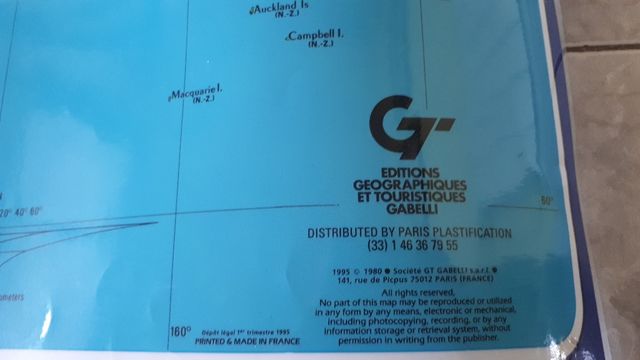 Auckland Is
(N.-Z.)
Campbell I.
(N.-Z.)
Macquarie I.
(N.-Z.)
GT
EDITIONS
GEOGRAPHIQUES
ET TOURISTIQUES
GABELLI
20° 40° 60°
60°
DISTRIBUTED BY PARIS PLASTIFICATION
(33) 1 46 36 79 55
1995 © 1980 ● Société GT GABELLI s.a.r.l. ●
141, rue de Picpus 75012 PARIS (FRANCE)
All rights reserved,
No part of this map may be reproduced or utilized
in any form by any means, electronic or mechanical,
including photocopying, recording, or by any
information storage or retrieval system, without
permission in writing from the publisher.
160°
Dépôt légal 1er trimestre 1995
PRINTED & MADE IN FRANCE